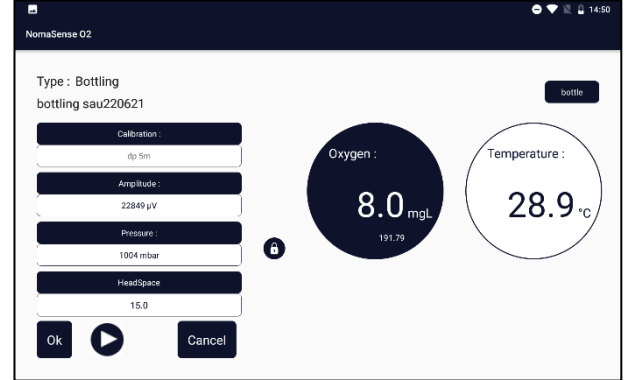 14:50
NomaSense O2
Type : Bottling
bottling sau220621
bottle
Calibration :
dp 5m
Amplitude :
22849 µV
Pressure :
1004 mbar
HeadSpace
15.0
Ok
Cancel
Oxygen :
8.0 mgL
191.79
Temperature :
28.9 °C